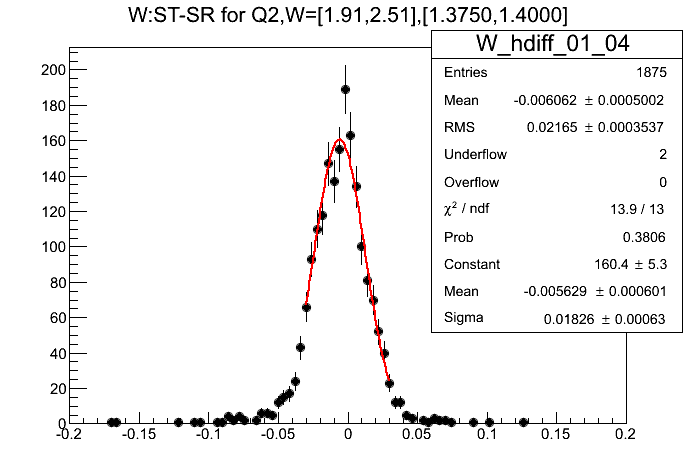 W:ST-SR for Q2,W=[1.91,2.51],[1.3750,1.4000]
W_hdiff_01_04
Entries 1875
Mean -0.006062 ± 0.0005002
RMS 0.02165 ± 0.0003537
Underflow 2
Overflow 0
χ² / ndf 13.9 / 13
Prob 0.3806
Constant 160.4 ± 5.3
Mean -0.005629 ± 0.000601
Sigma 0.01826 ± 0.00063
200
180
160
140
120
100
80
60
40
20
0
-0.2 -0.15 -0.1 -0.05 0 0.05 0.1 0.15 0.2